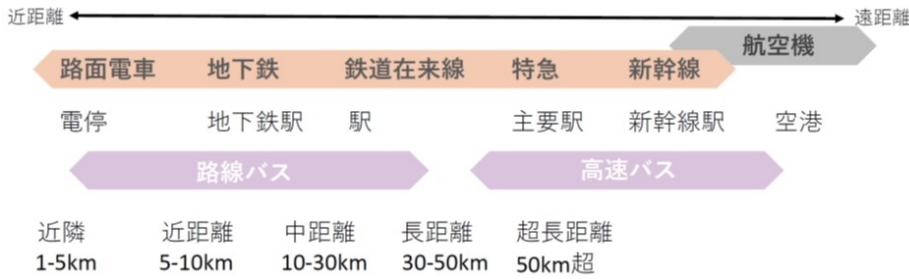 近距離 遠距離
航空機
路面電車 地下鉄 鉄道在来線 特急 新幹線
電停 地下鉄駅 駅 主要駅 新幹線駅 空港
路線バス 高速バス
近隣 近距離 中距離 長距離 超長距離
1-5km 5-10km 10-30km 30-50km 50km超